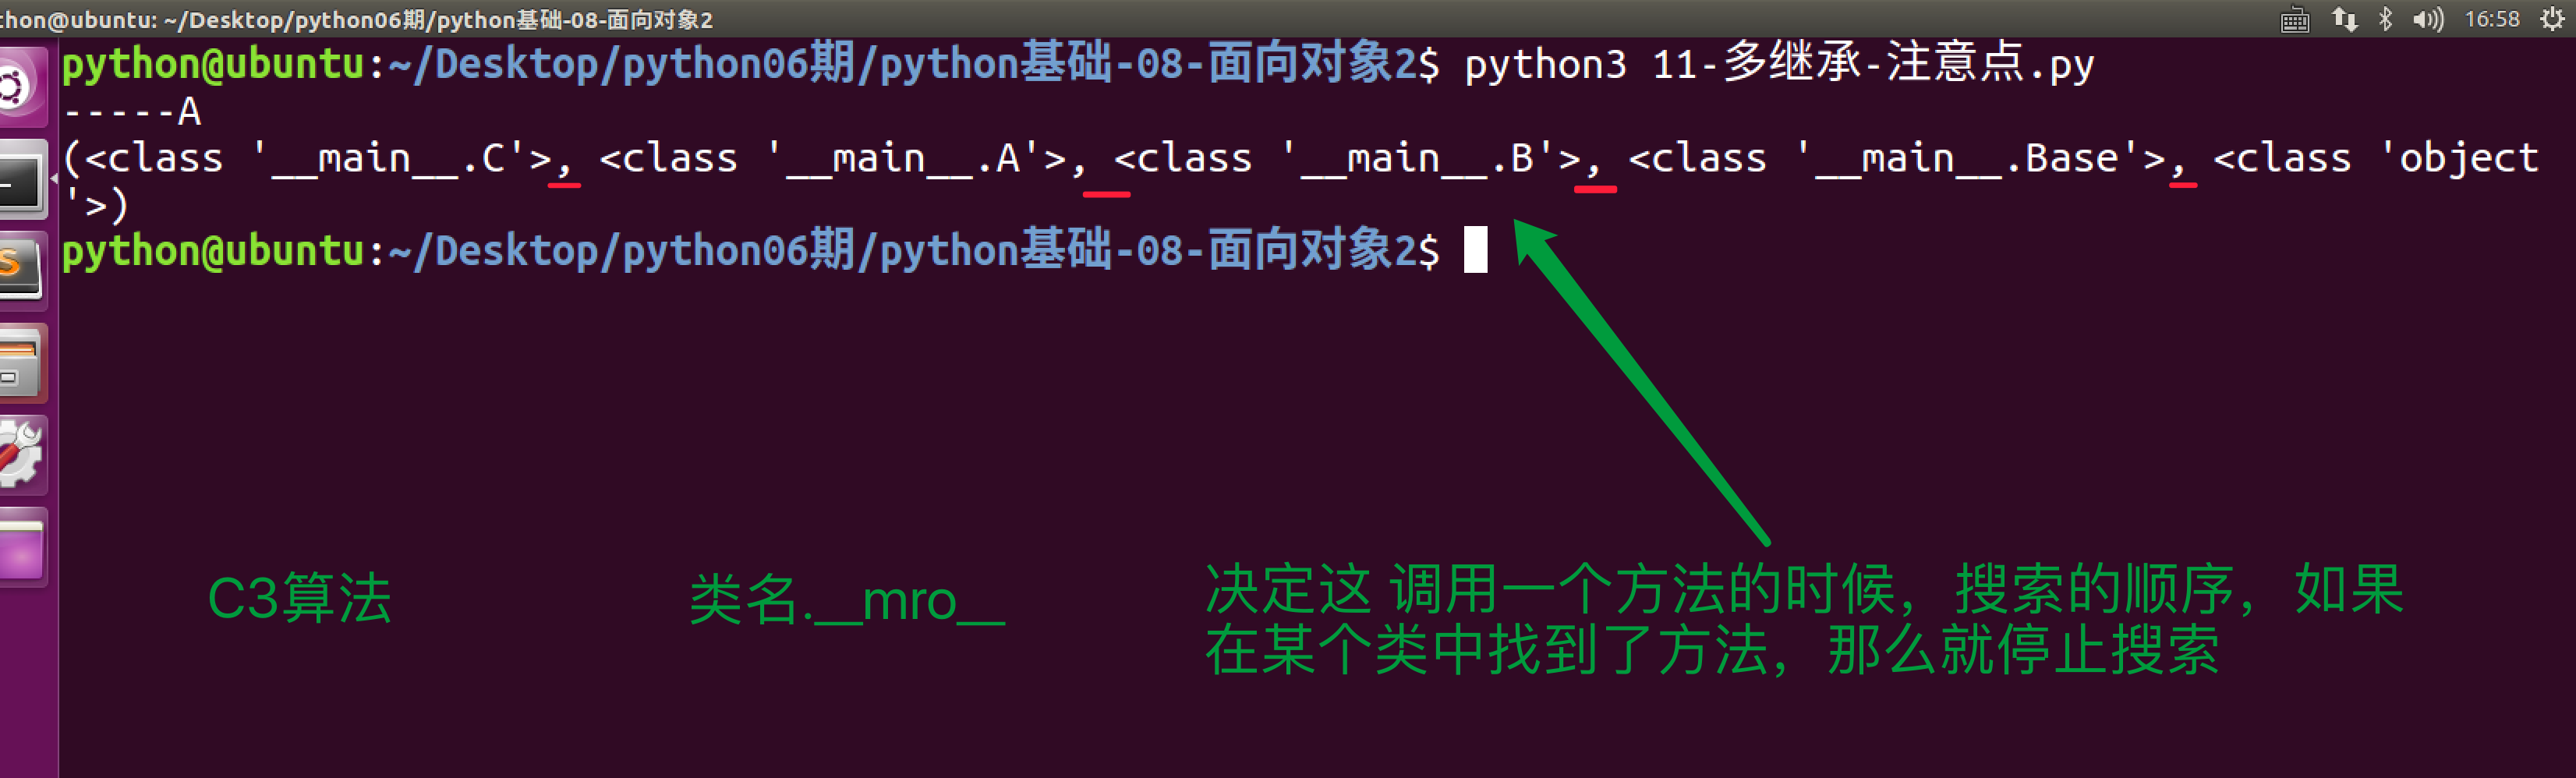 thon@ubuntu: ~/Desktop/python06期/python基础-08-面向对象2 16:58
python@ubuntu:~/Desktop/python06期/python基础-08-面向对象2$ python3 11-多继承-注意点.py
-----A
(<class '__main__.C'>, <class '__main__.A'>, <class '__main__.B'>, <class '__main__.Base'>, <class 'object
'>)
python@ubuntu:~/Desktop/python06期/python基础-08-面向对象2$
C3算法
类名.__mro__
决定这 调用一个方法的时候，搜索的顺序，如果
在某个类中找到了方法，那么就停止搜索